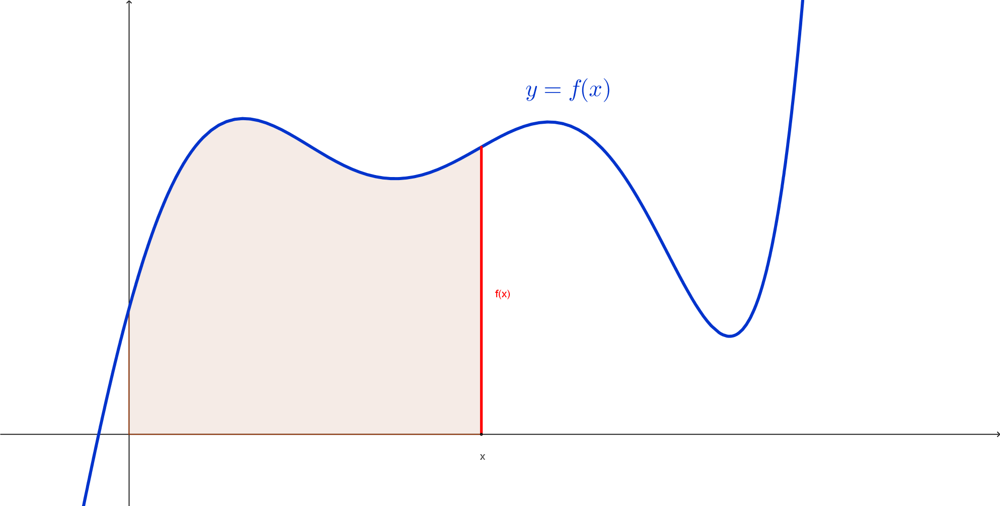 y = f(x)
f(x)
x